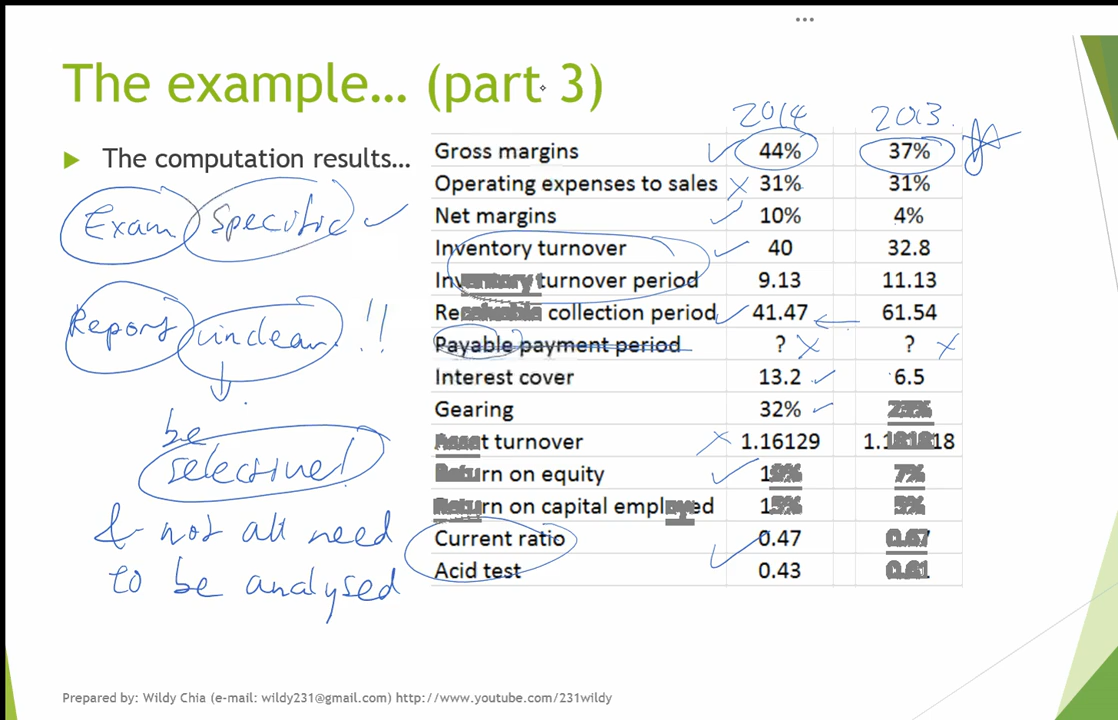 The example... (part 3)
The computation results...
2014 2013
Gross margins 44% 37%
Operating expenses to sales 31% 31%
Net margins 10% 4%
Inventory turnover 40 32.8
turnover period 9.13 11.13
collection period 41.47 61.54
Payable payment period ? ?
Interest cover 13.2 6.5
Gearing 32%
turnover 1.16129
on equity
on capital
Current ratio 0.47
Acid test 0.43
Exam Specific
Report unclear !!
be
selective!
& not all need
to be analysed
Prepared by: Wildy Chia (e-mail: wildy231@gmail.com) http://www.youtube.com/231wildy